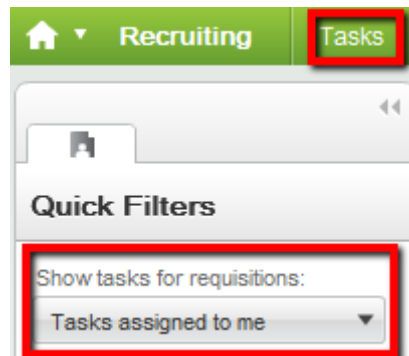 Recruiting Tasks
Quick Filters
Show tasks for requisitions:
Tasks assigned to me